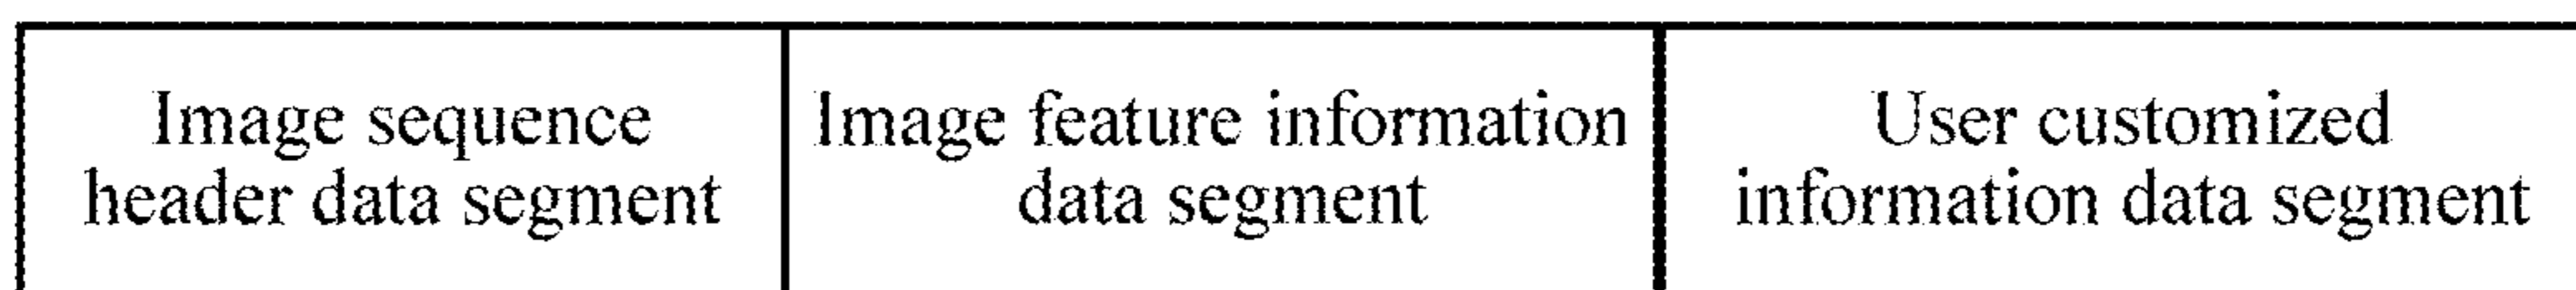 Image sequence
header data segment
Image feature information
data segment
User customized
information data segment